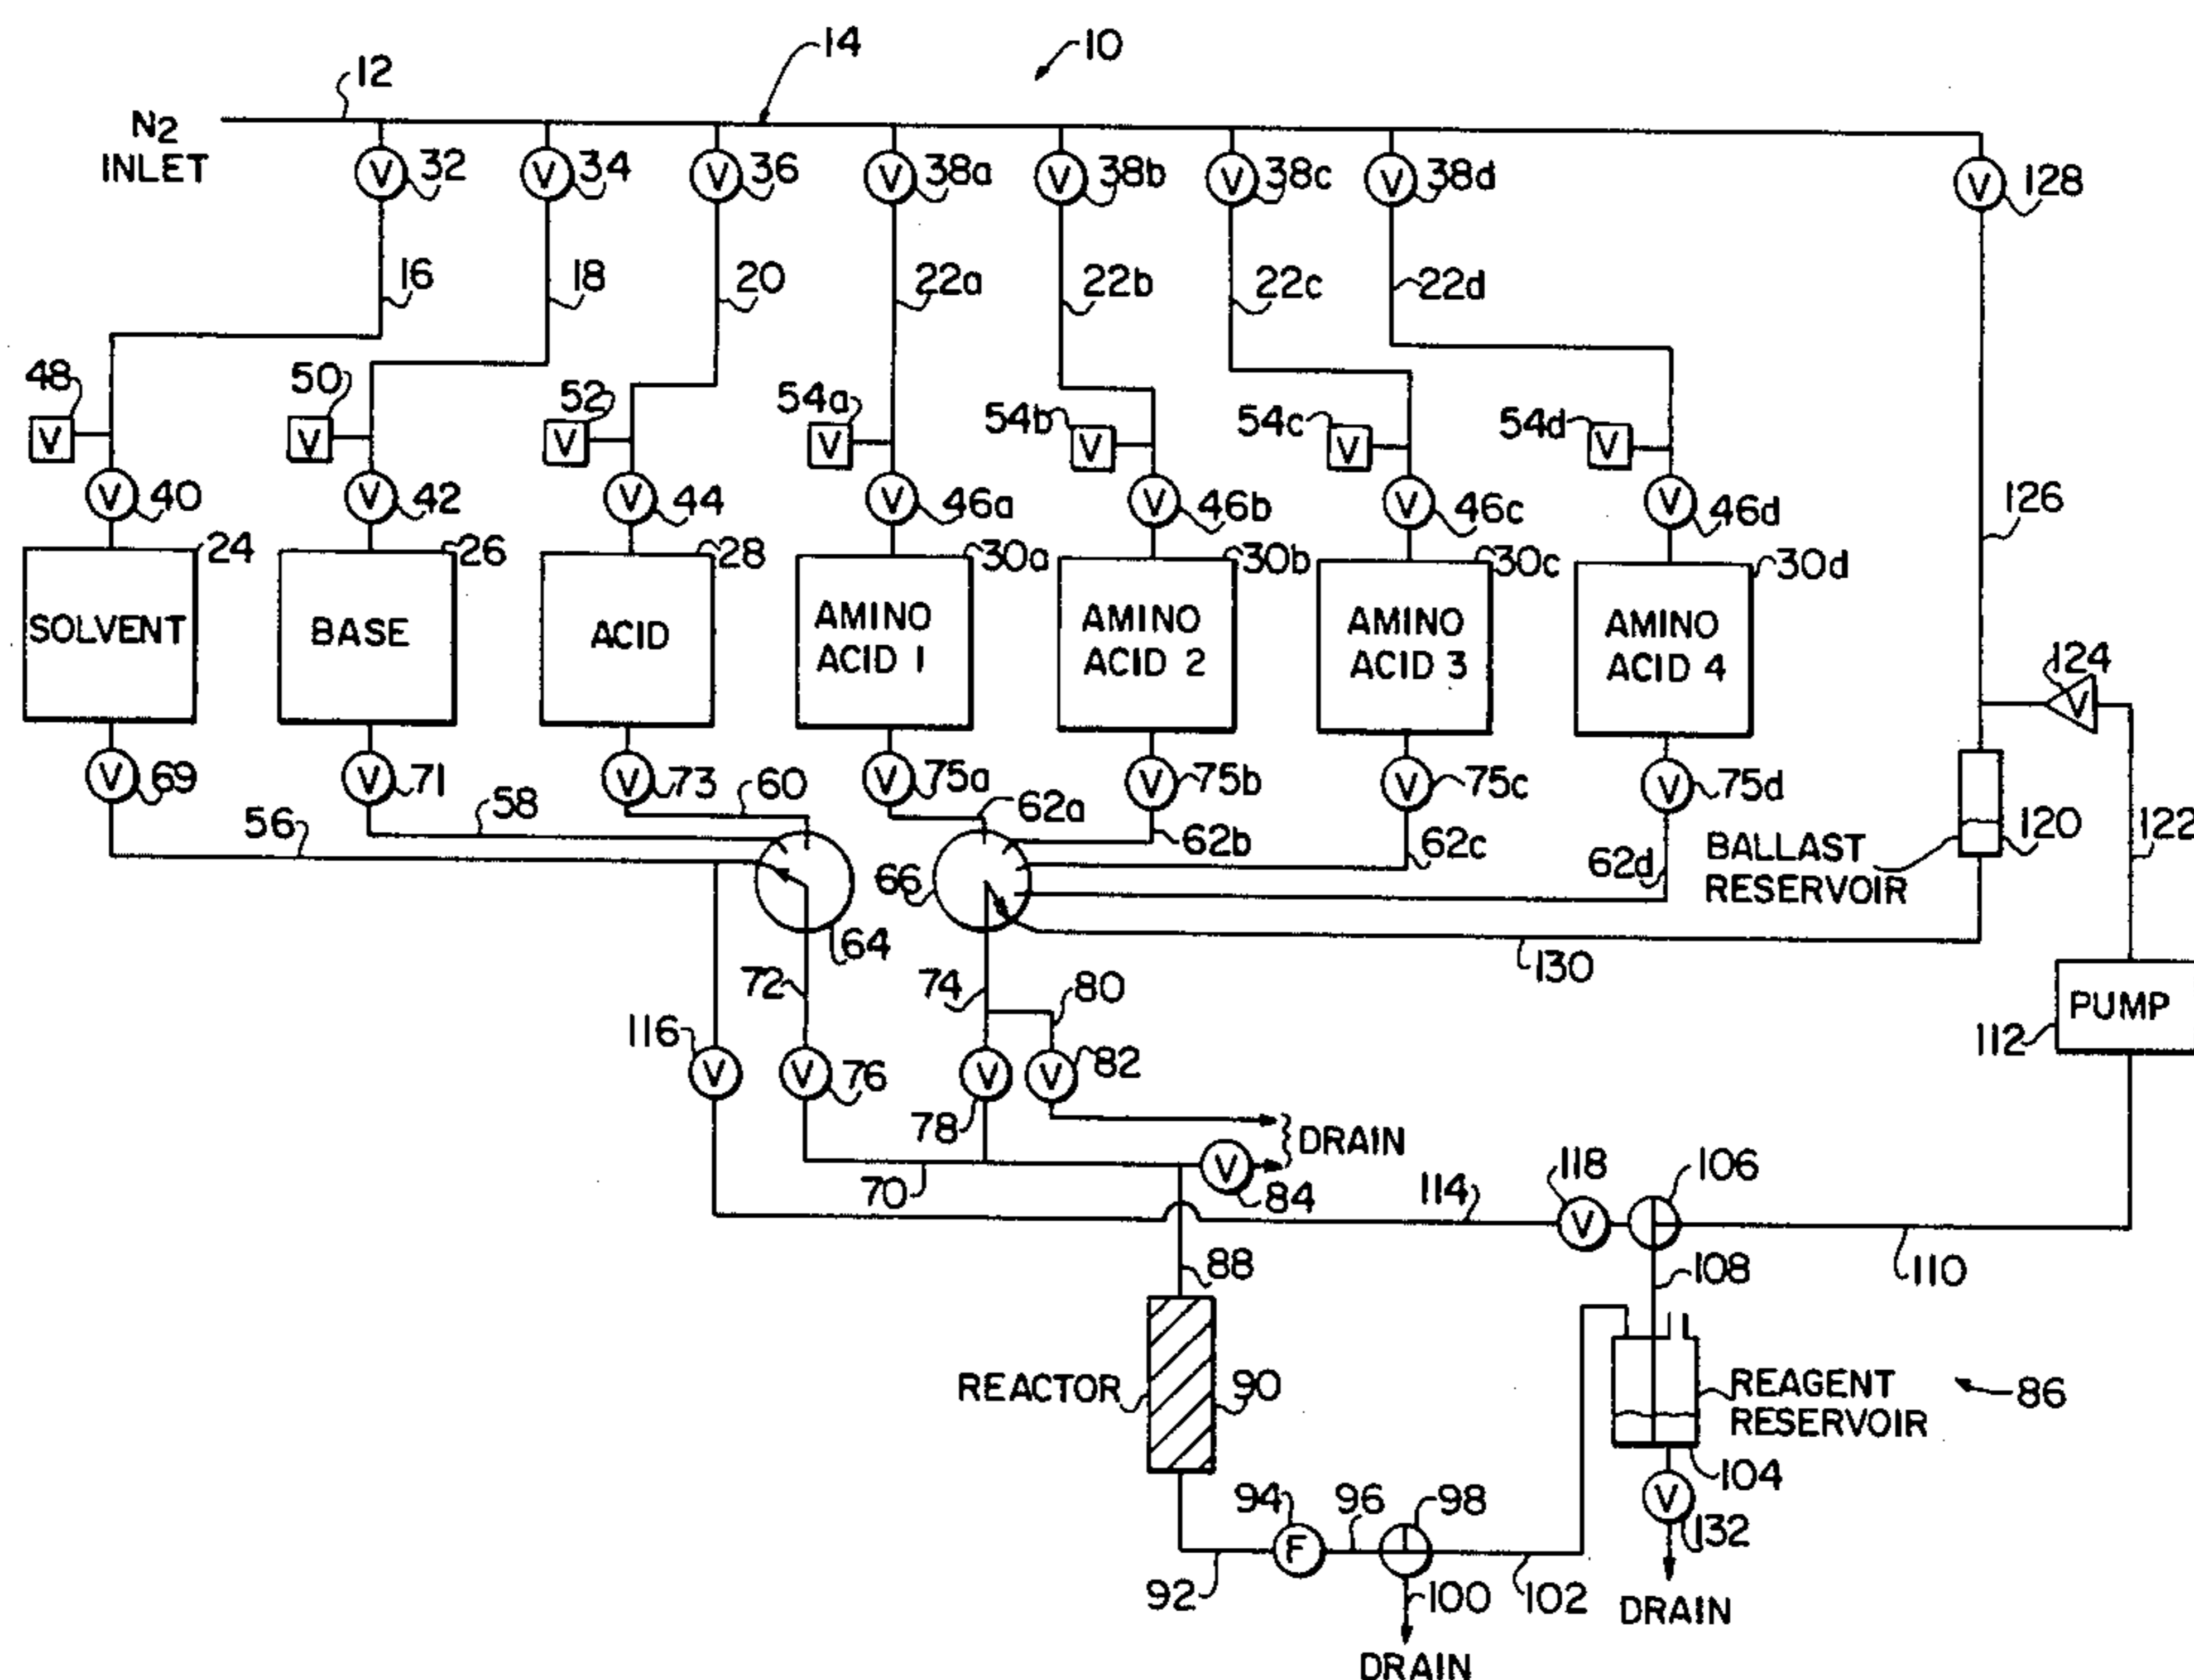 14
10
12
N2
INLET
V 32
V 34
V 36
V 38a
V 38b
V 38c
V 38d
V 128
16
18
20
22a
22b
22c
22d
48
50
52
54a
54b
54c
54d
V
V
V
V
V
V
V
V 40
V 42
V 44
V 46a
V 46b
V 46c
V 46d
126
24
26
28
30a
30b
30c
30d
SOLVENT
BASE
ACID
AMINO
ACID 1
AMINO
ACID 2
AMINO
ACID 3
AMINO
ACID 4
124
V
V 69
V 71
V 73
V 75a
V 75b
V 75c
V 75d
56
58
60
62a
62b
62c
62d
BALLAST
RESERVOIR
120
122
66
64
72
74
80
130
PUMP
112
116
V
V 76
V
78
V 82
DRAIN
70
V
84
114
118
V
106
88
108
110
REACTOR
90
REAGENT
RESERVOIR
86
104
94
F
96
98
V
132
92
100
102
DRAIN
DRAIN